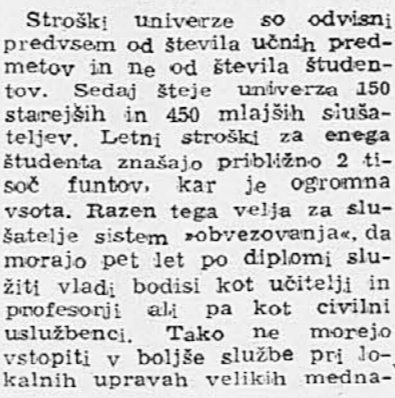 Stroški univerze so odvisni
predvsem od števila učnih pred-
metov in ne od števila študen-
tov. Sedaj šteje univerza 150
starejših in 450 mlajših sluša-
teljev. Letni stroški za enega
študenta znašajo približno 2 ti-
soč funtov, kar je ogromna
vsota. Razen tega velja za slu-
šatelje sistem »obvezovanja«, da
morajo pet let po diplomi slu-
žiti vladi bodisi kot učitelji in
profesorji ali pa kot civilni
uslužbenci. Tako ne morejo
vstopiti v boljše službe pri lo-
kalnih upravah velikih medna-